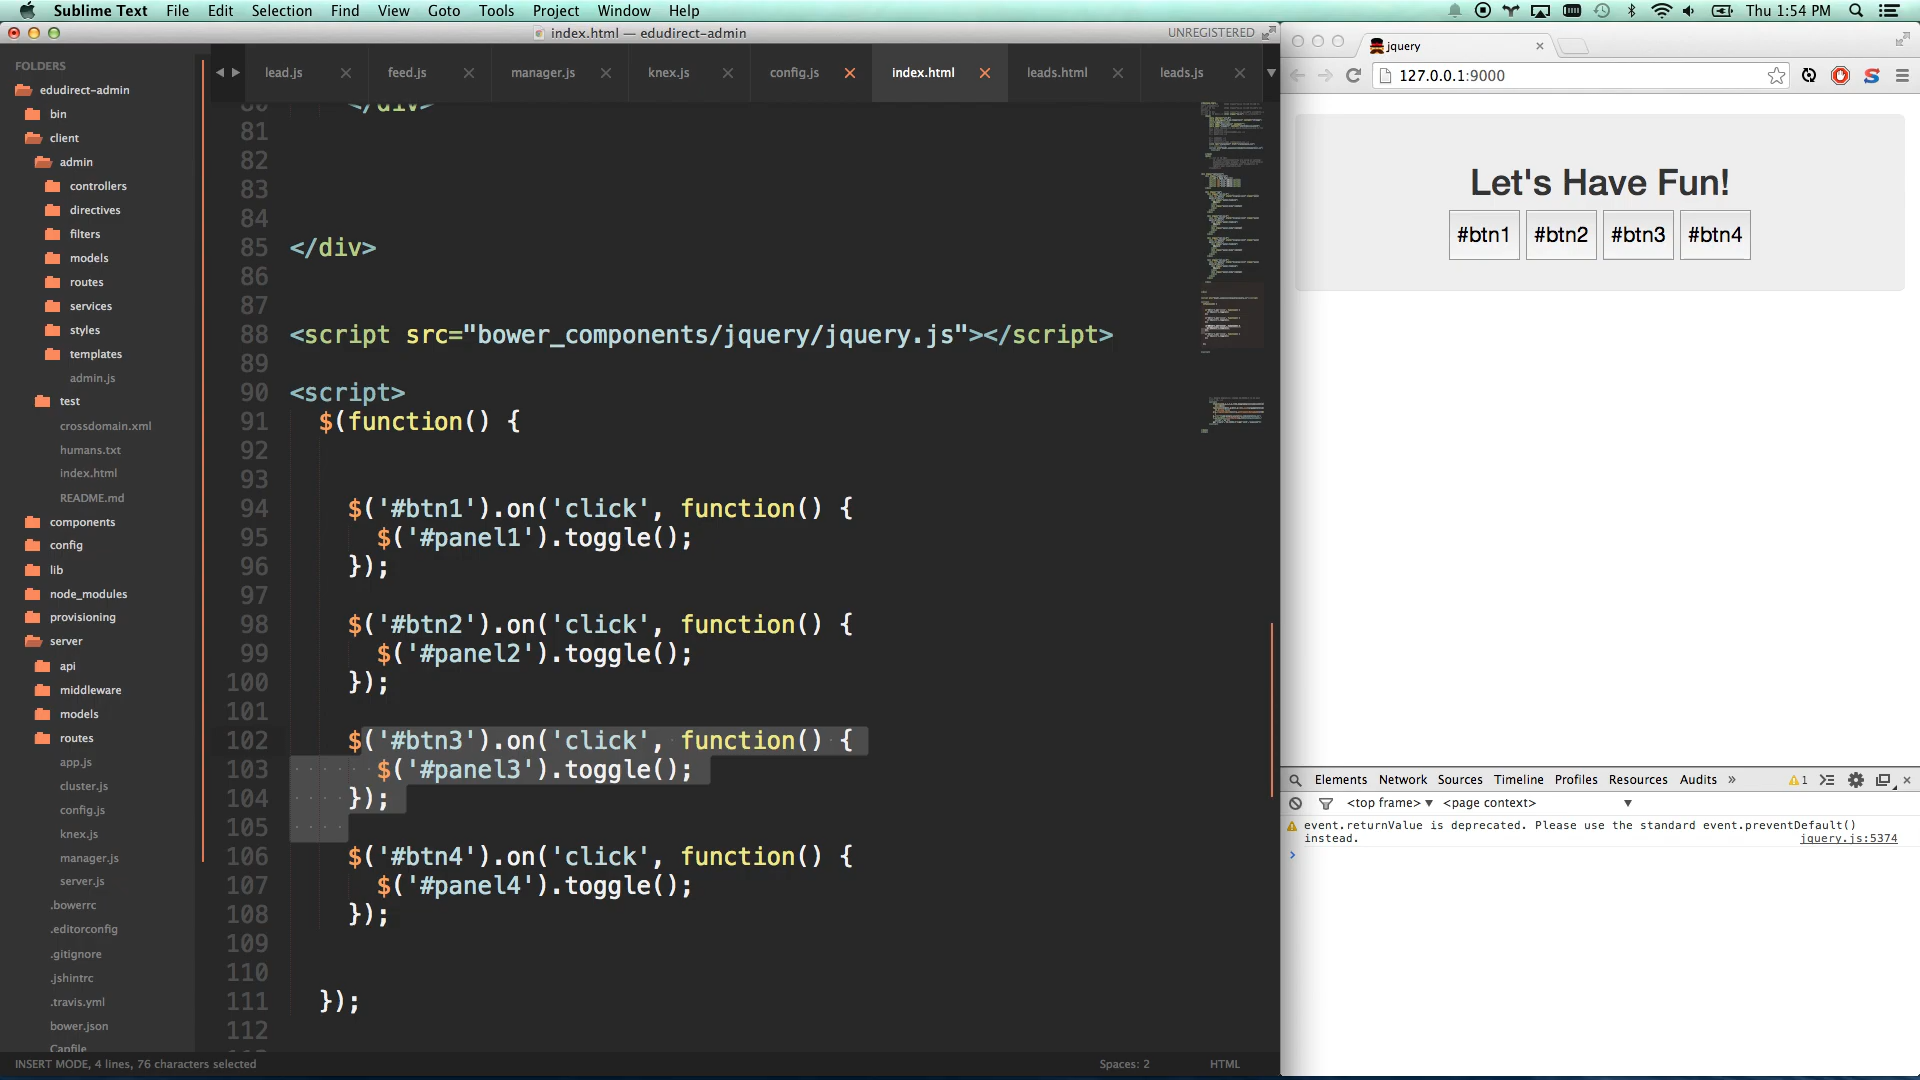 Sublime Text File Edit Selection Find View Goto Tools Project Window Help
Thu 1:54 PM
index.html — edudirect-admin
UNREGISTERED
FOLDERS
edudirect-admin
bin
client
admin
controllers
directives
filters
models
routes
services
styles
templates
admin.js
test
crossdomain.xml
humans.txt
index.html
README.md
components
config
lib
node_modules
provisioning
server
api
middleware
models
routes
app.js
cluster.js
config.js
knex.js
manager.js
server.js
.bowerrc
.editorconfig
.gitignore
.jshintrc
.travis.yml
bower.json
Capfile
lead.js feed.js manager.js knex.js config.js index.html leads.html leads.js
80 </div>
81
82
83
84
85 </div>
86
87
88 <script src="bower_components/jquery/jquery.js"></script>
89
90 <script>
91 $(function() {
92
93
94 $('#btn1').on('click', function() {
95 $('#panel1').toggle();
96 });
97
98 $('#btn2').on('click', function() {
99 $('#panel2').toggle();
100 });
101
102 $('#btn3').on('click', function() {
103 $('#panel3').toggle();
104 });
105
106 $('#btn4').on('click', function() {
107 $('#panel4').toggle();
108 });
109
110
111 });
112
INSERT MODE, 4 lines, 76 characters selected
Spaces: 2
HTML
jquery
127.0.0.1:9000
Let's Have Fun!
#btn1 #btn2 #btn3 #btn4
Elements Network Sources Timeline Profiles Resources Audits » 1
<top frame> <page context>
event.returnValue is deprecated. Please use the standard event.preventDefault()
instead. jquery.js:5374